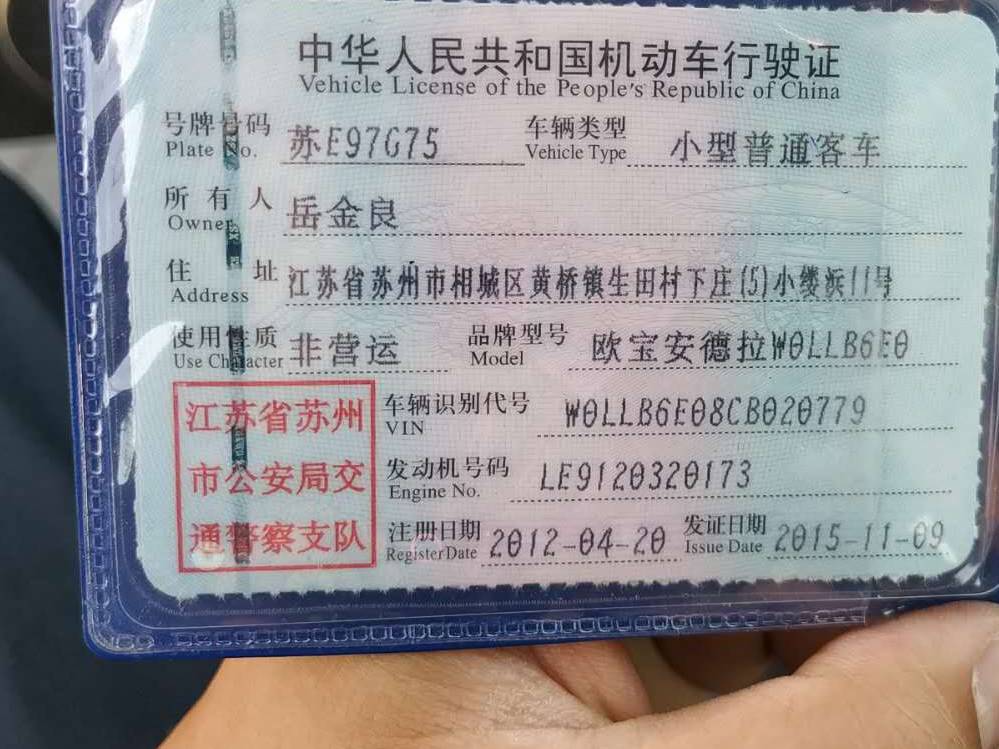 中华人民共和国机动车行驶证
Vehicle License of the People's Republic of China
号牌号码 苏E97G75 车辆类型 小型普通客车
Plate No. Vehicle Type
所有人 岳金良
Owner
住址 江苏省苏州市相城区黄桥镇生田村下庄(5)小缕浜11号
Address
使用性质 非营运 品牌型号 欧宝安德拉W0LLB6E0
Use Character Model
江苏省苏州 车辆识别代号 W0LLB6E08CB020779
VIN
市公安局交 发动机号码 LE9120320173
Engine No.
通警察支队 注册日期 2012-04-20 发证日期 2015-11-09
Register Date Issue Date